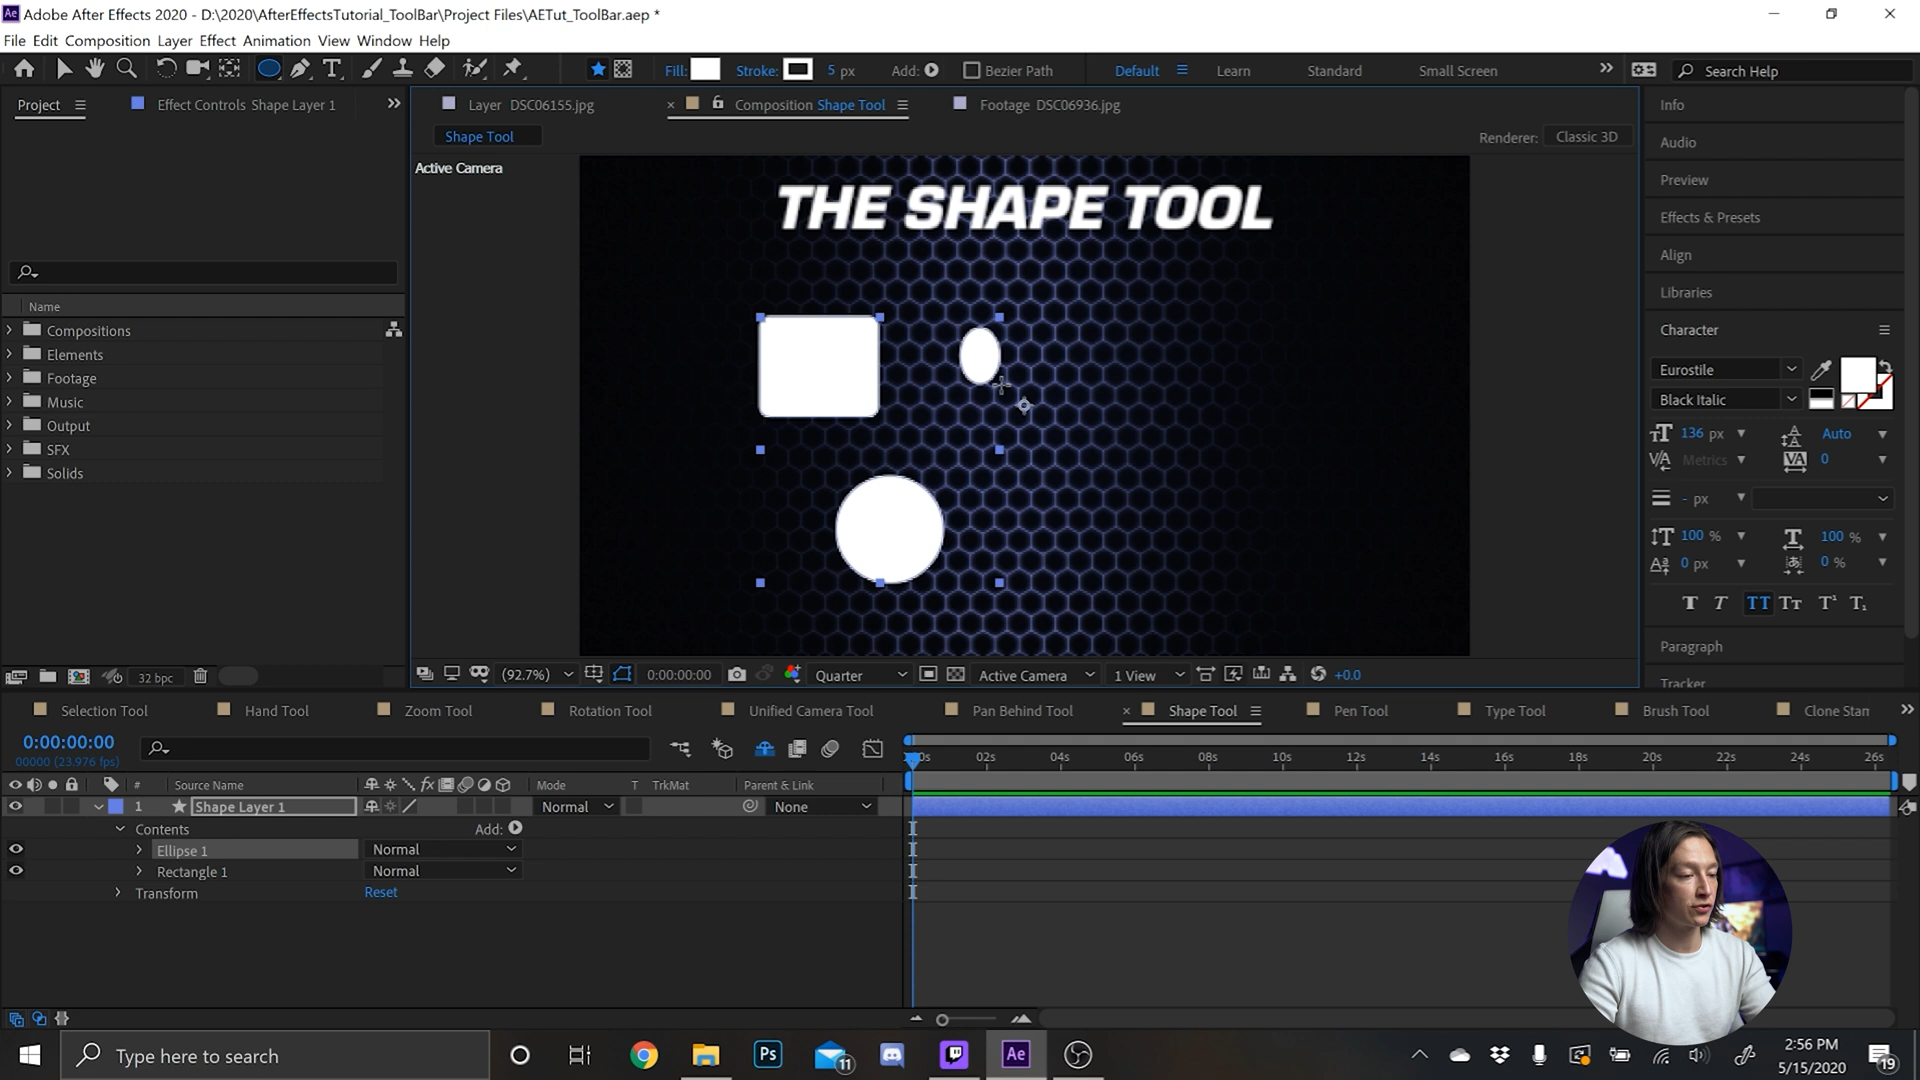 Adobe After Effects 2020 - D:\2020\AfterEffectsTutorial_ToolBar\Project Files\AETut_ToolBar.aep *
File Edit Composition Layer Effect Animation View Window Help
Fill: Stroke: 5 px Add: Bezier Path Default Learn Standard Small Screen Search Help
Project Effect Controls Shape Layer 1 Layer DSC06155.jpg Composition Shape Tool Footage DSC06936.jpg Info
Shape Tool Renderer: Classic 3D
Active Camera
THE SHAPE TOOL
Name
Compositions
Elements
Footage
Music
Output
SFX
Solids
32 bpc
(92.7%) 0:00:00:00 Quarter Active Camera 1 View +0.0
Audio
Preview
Effects & Presets
Align
Libraries
Character
Eurostile
Black Italic
136 px Auto
Metrics 0
- px
100 % 100 %
0 px 0 %
Paragraph
Tracker
Selection Tool Hand Tool Zoom Tool Rotation Tool Unified Camera Tool Pan Behind Tool Shape Tool Pen Tool Type Tool Brush Tool Clone Stam
0:00:00:00
00000 (23.976 fps)
02s 04s 06s 08s 10s 12s 14s 16s 18s 20s 22s 24s 26s
# Source Name Mode T TrkMat Parent & Link
1 Shape Layer 1 Normal None
Contents Add:
Ellipse 1 Normal
Rectangle 1 Normal
Transform Reset
Type here to search
Ps
11
Ae
2:56 PM
5/15/2020
19